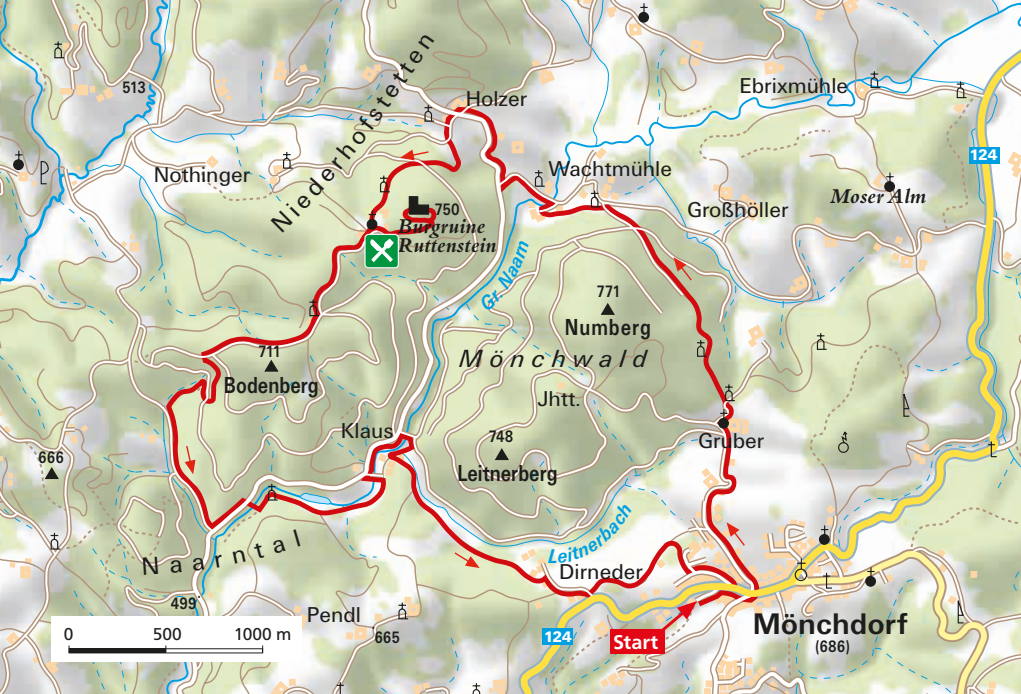 513
Niederhofstetten
Holzer
Ebrixmühle
124
Nothinger
Wachtmühle
Moser Alm
Großhöller
750
Burgruine
Ruttenstein
Gr. Naarn
771
Numberg
Mönchwald
711
Bodenberg
Jhtt.
Klaus
748
Leitnerberg
Gruber
666
Leitnerbach
Naarntal
Dirneder
499
Pendl
665
124
Start
Mönchdorf
(686)
0 500 1000 m